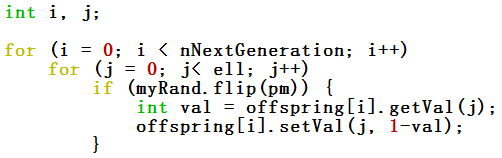 int i, j;
for (i = 0; i < nNextGeneration; i++)
for (j = 0; j< ell; j++)
if (myRand.flip(pm)) {
int val = offspring[i].getVal(j);
offspring[i].setVal(j, 1-val);
}